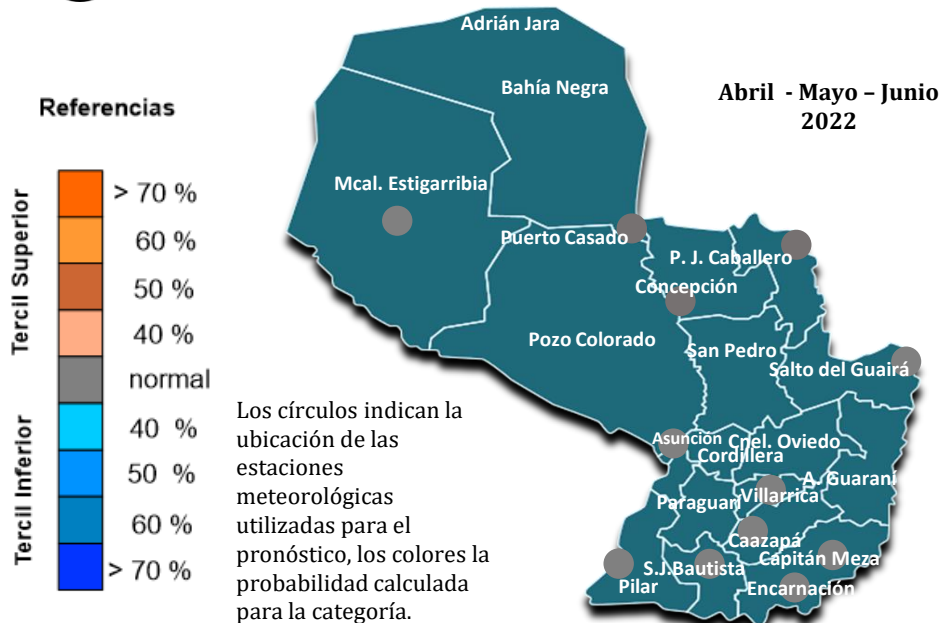 Referencias
Tercil Superior
> 70 %
60 %
50 %
40 %
normal
Tercil Inferior
40 %
50 %
60 %
> 70 %
Los círculos indican la
ubicación de las
estaciones
meteorológicas
utilizadas para el
pronóstico, los colores la
probabilidad calculada
para la categoría.
Abril - Mayo – Junio
2022
Adrián Jara
Bahía Negra
Mcal. Estigarribia
Puerto Casado
P. J. Caballero
Concepción
Pozo Colorado
San Pedro
Salto del Guairá
Asunción
Cnel. Oviedo
Cordillera
A. Guaraní
Paraguarí
Villarrica
Caazapá
Capitán Meza
S.J.Bautista
Pilar
Encarnación